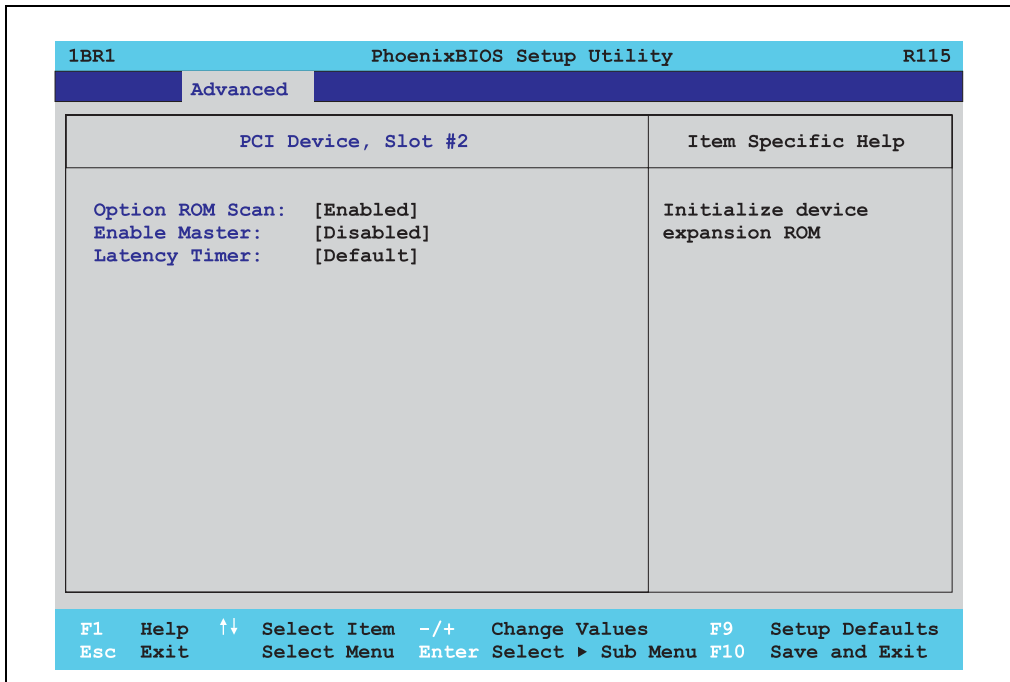 1BR1 PhoenixBIOS Setup Utility R115
Advanced
PCI Device, Slot #2 Item Specific Help
Option ROM Scan: [Enabled] Initialize device
Enable Master: [Disabled] expansion ROM
Latency Timer: [Default]
F1 Help ↑↓ Select Item -/+ Change Values F9 Setup Defaults
Esc Exit Select Menu Enter Select ▶ Sub Menu F10 Save and Exit